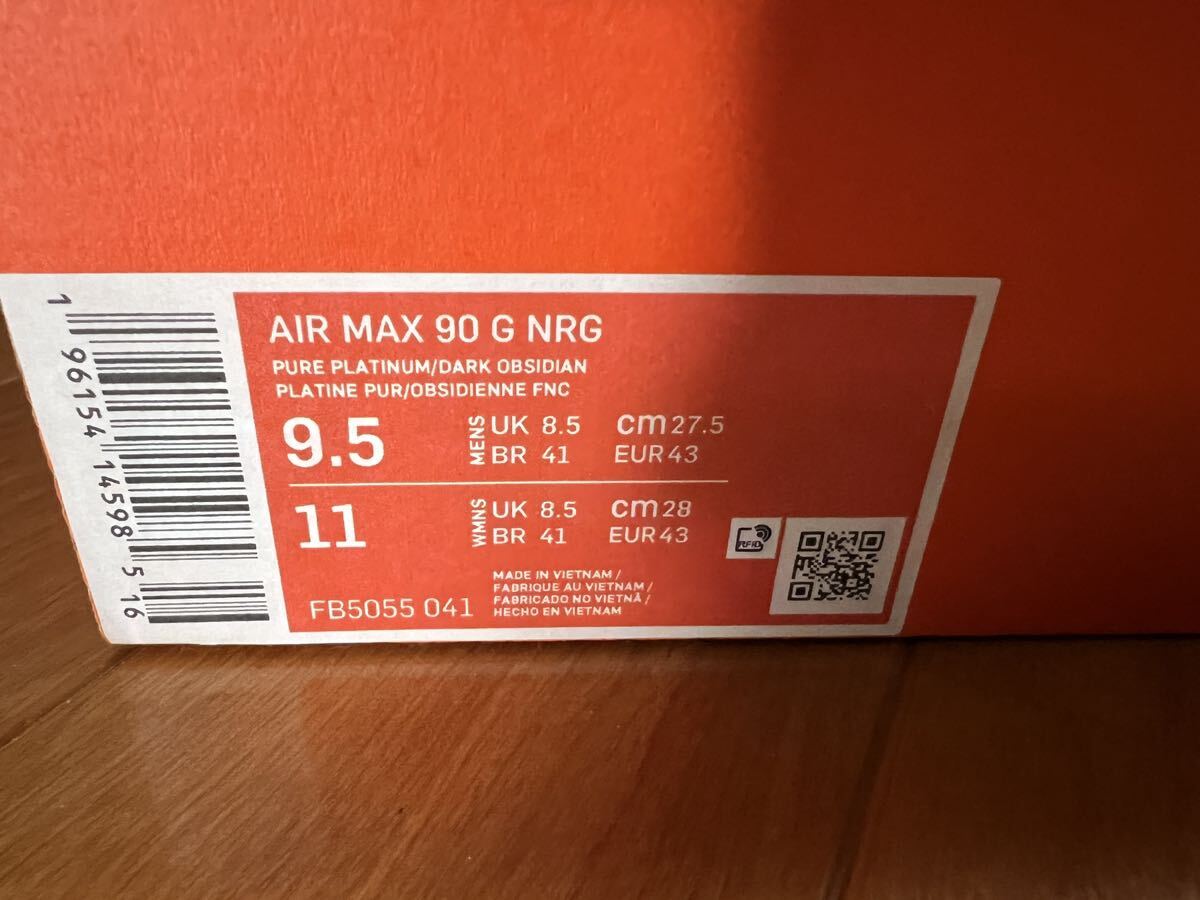 AIR MAX 90 G NRG
PURE PLATINUM/DARK OBSIDIAN
PLATINE PUR/OBSIDIENNE FNC
9.5 MENS UK 8.5 cm 27.5
BR 41 EUR 43
11 WMNS UK 8.5 cm 28
BR 41 EUR 43
FB5055 041
MADE IN VIETNAM /
FABRIQUE AU VIETNAM /
FABRICADO NO VIETNÃ /
HECHO EN VIETNAM
RFID
1 96154 14598 5 16